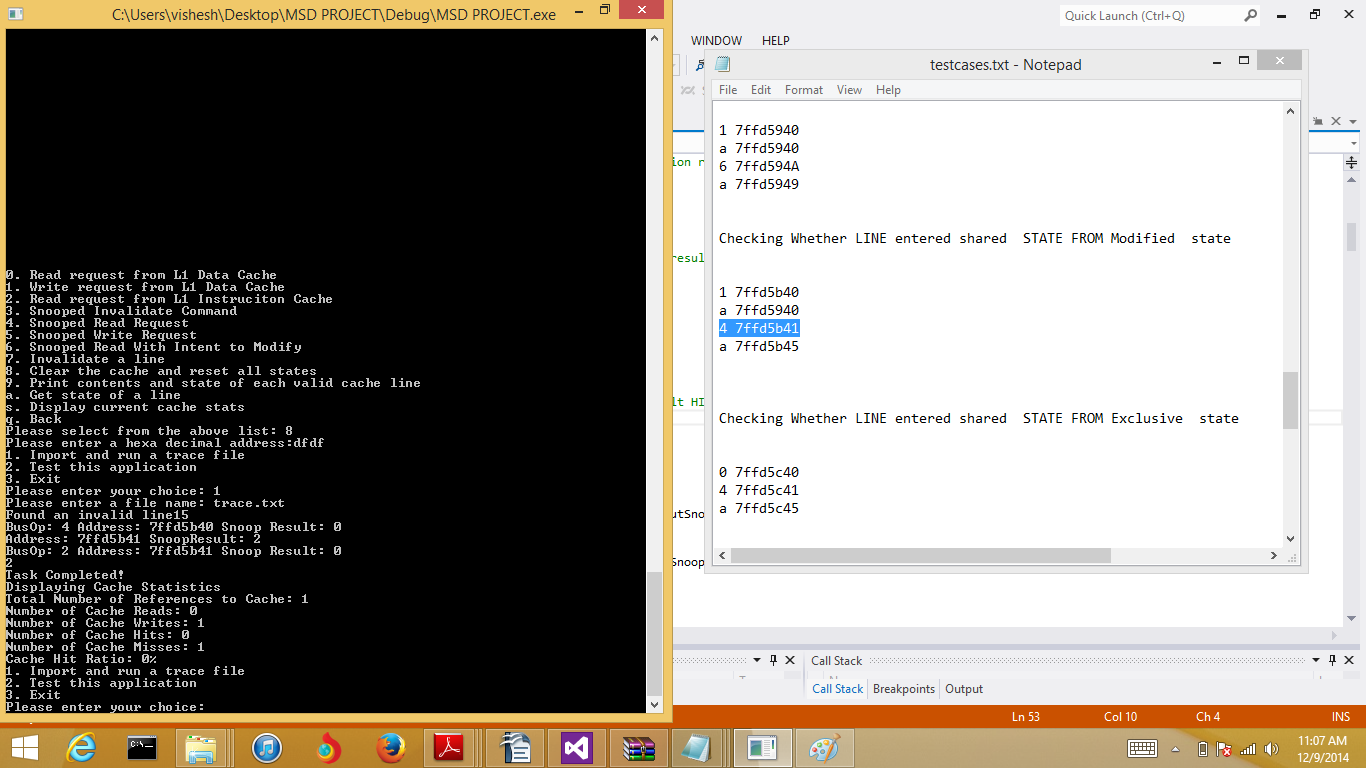 C:\Users\vishesh\Desktop\MSD PROJECT\Debug\MSD PROJECT.exe
0. Read request from L1 Data Cache
1. Write request from L1 Data Cache
2. Read request from L1 Instruciton Cache
3. Snooped Invalidate Command
4. Snooped Read Request
5. Snooped Write Request
6. Snooped Read With Intent to Modify
7. Invalidate a line
8. Clear the cache and reset all states
9. Print contents and state of each valid cache line
a. Get state of a line
s. Display current cache stats
q. Back
Please select from the above list: 8
Please enter a hexa decimal address:dfdf
1. Import and run a trace file
2. Test this application
3. Exit
Please enter your choice: 1
Please enter a file name: trace.txt
Found an invalid line15
BusOp: 4 Address: 7ffd5b40 Snoop Result: 0
Address: 7ffd5b41 SnoopResult: 2
BusOp: 2 Address: 7ffd5b41 Snoop Result: 0
2
Task Completed!
Displaying Cache Statistics
Total Number of References to Cache: 1
Number of Cache Reads: 0
Number of Cache Writes: 1
Number of Cache Hits: 0
Number of Cache Misses: 1
Cache Hit Ratio: 0%
1. Import and run a trace file
2. Test this application
3. Exit
Please enter your choice:
Quick Launch (Ctrl+Q)
WINDOW HELP
testcases.txt - Notepad
File Edit Format View Help
1 7ffd5940
a 7ffd5940
6 7ffd594A
a 7ffd5949
Checking Whether LINE entered shared  STATE FROM Modified  state
1 7ffd5b40
a 7ffd5940
4 7ffd5b41
a 7ffd5b45
Checking Whether LINE entered shared  STATE FROM Exclusive  state
0 7ffd5c40
4 7ffd5c41
a 7ffd5c45
ion
resul
lt HI
utSno
Snoop
Call Stack
Call Stack Breakpoints Output
Ln 53 Col 10 Ch 4 INS
11:07 AM
12/9/2014